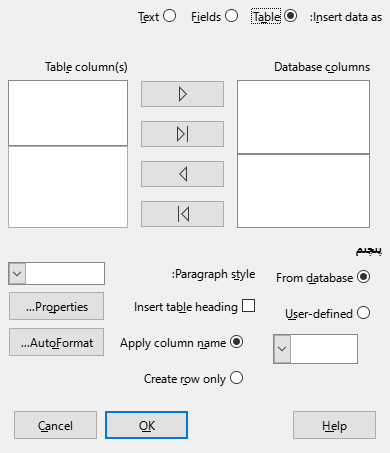 Insert data as: Table Fields Text
Database columns Table column(s)
From database Paragraph style:
Insert table heading Properties...
User-defined
Apply column name AutoFormat...
Create row only
Help OK Cancel